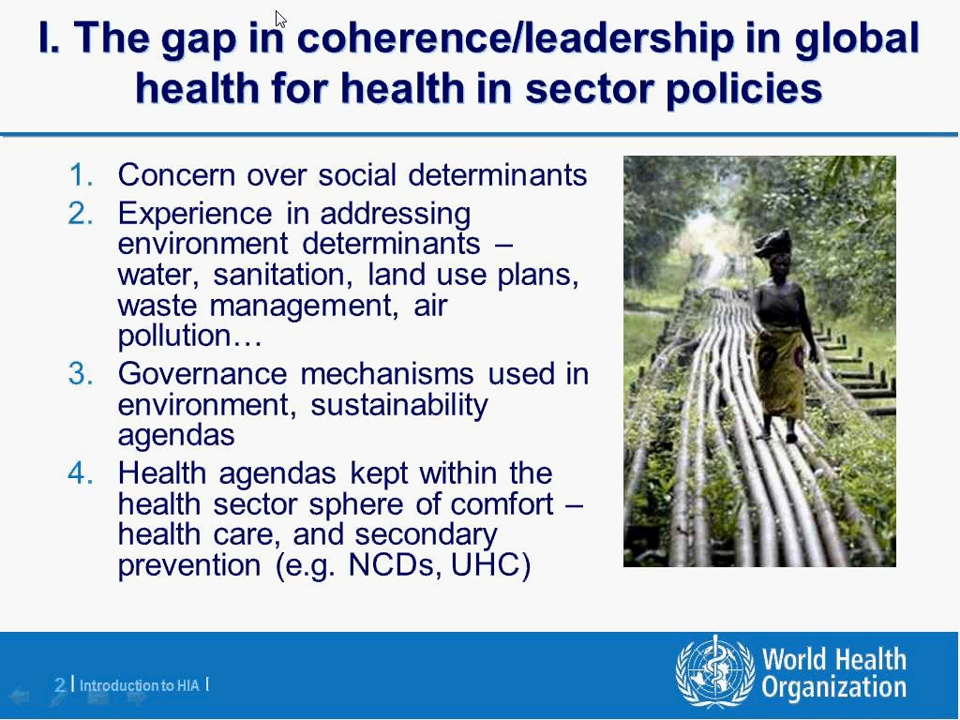 I. The gap in coherence/leadership in global
health for health in sector policies
1. Concern over social determinants
2. Experience in addressing
environment determinants –
water, sanitation, land use plans,
waste management, air
pollution…
3. Governance mechanisms used in
environment, sustainability
agendas
4. Health agendas kept within the
health sector sphere of comfort –
health care, and secondary
prevention (e.g. NCDs, UHC)
2 | Introduction to HIA |
World Health
Organization